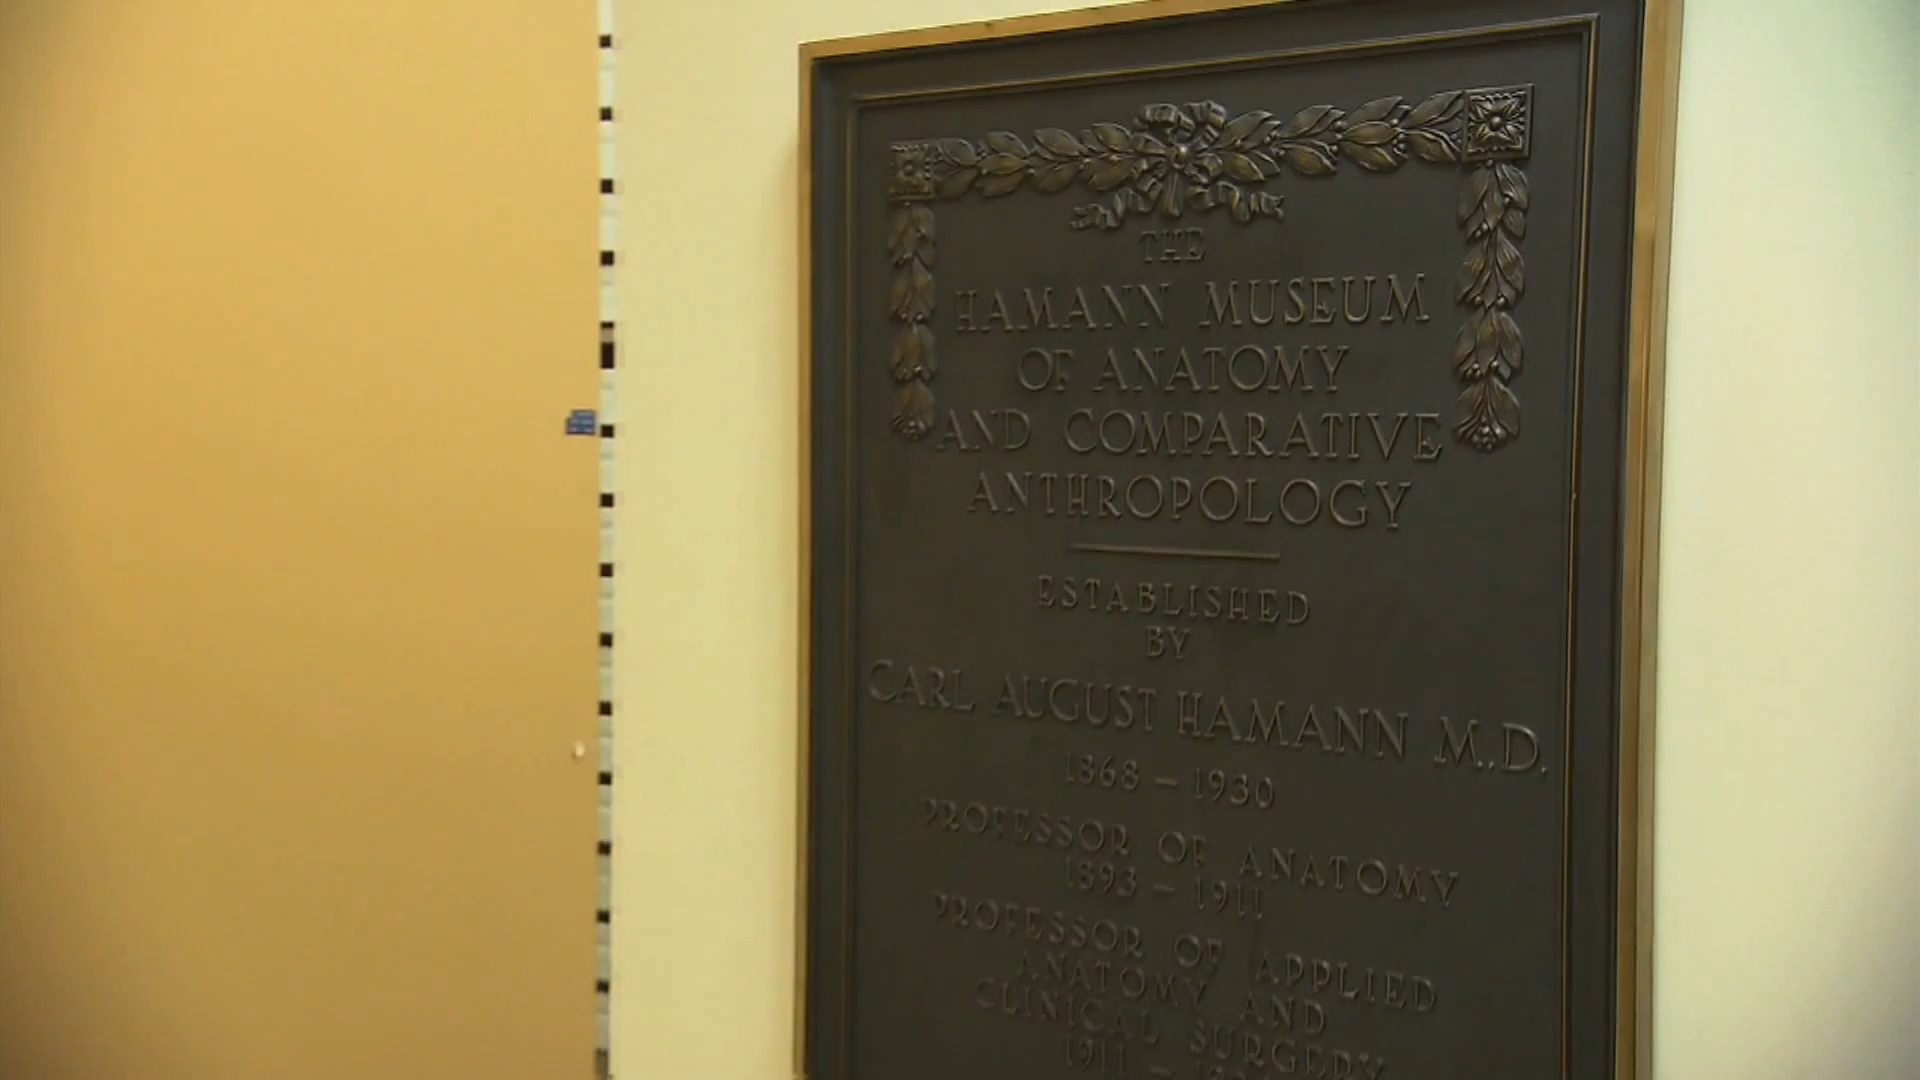 THE
HAMANN MUSEUM
OF ANATOMY
AND COMPARATIVE
ANTHROPOLOGY
ESTABLISHED
BY
CARL AUGUST HAMANN M.D.
1868 – 1930
PROFESSOR OF ANATOMY
1893 – 1911
PROFESSOR OF APPLIED
ANATOMY AND
CLINICAL SURGERY
1911 –